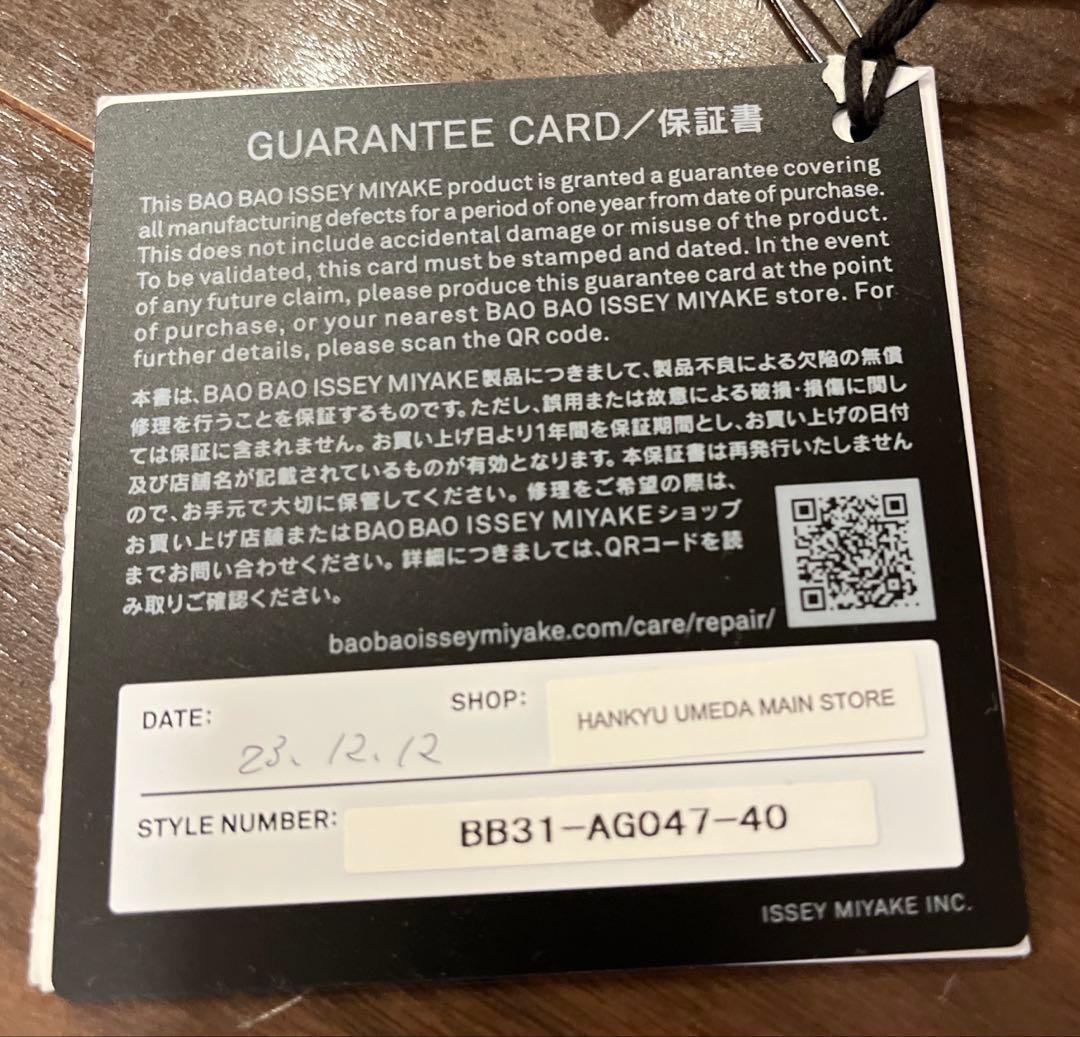 GUARANTEE CARD／保証書
This BAO BAO ISSEY MIYAKE product is granted a guarantee covering
all manufacturing defects for a period of one year from date of purchase.
This does not include accidental damage or misuse of the product.
To be validated, this card must be stamped and dated. In the event
of any future claim, please produce this guarantee card at the point
of purchase, or your nearest BAO BAO ISSEY MIYAKE store. For
further details, please scan the QR code.
本書は、BAO BAO ISSEY MIYAKE製品につきまして、製品不良による欠陥の無償
修理を行うことを保証するものです。ただし、誤用または故意による破損・損傷に関し
ては保証に含まれません。お買い上げ日より1年間を保証期間とし、お買い上げの日付
及び店舗名が記載されているものが有効となります。本保証書は再発行いたしません
ので、お手元で大切に保管してください。修理をご希望の際は、
お買い上げ店舗またはBAO BAO ISSEY MIYAKEショップ
までお問い合わせください。詳細につきましては、QRコードを読
み取りご確認ください。
baobaoisseymiyake.com/care/repair/
DATE: 23.12.12
SHOP: HANKYU UMEDA MAIN STORE
STYLE NUMBER: BB31-AG047-40
ISSEY MIYAKE INC.